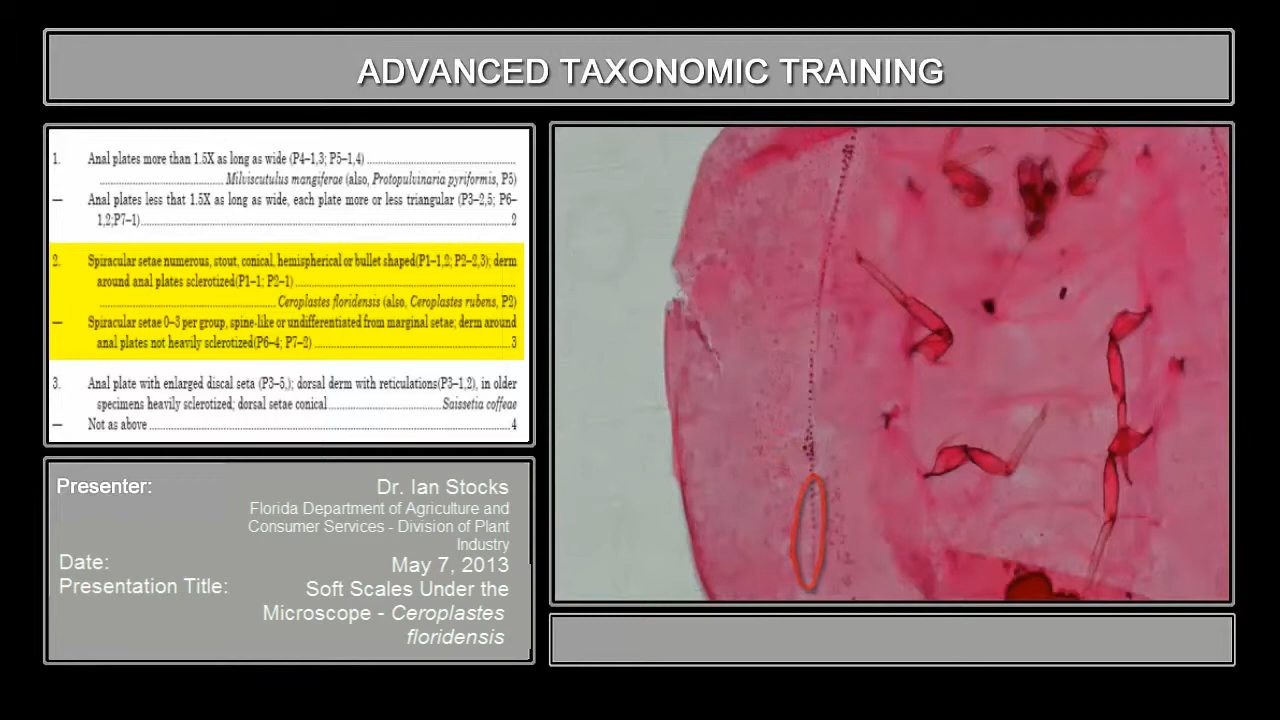 ADVANCED TAXONOMIC TRAINING
1. Anal plates more than 1.5X as long as wide (P4–1,3; P5–1,4) ......................................................
............................................ Milviscutulus mangiferae (also, Protopulvinaria pyriformis, P5)
— Anal plates less that 1.5X as long as wide, each plate more or less triangular (P3–2,5; P6–
1,2;P7–1)..........................................................................................................................2
2. Spiracular setae numerous, stout, conical, hemispherical or bullet shaped(P1–1,2; P2–2,3); derm
around anal plates sclerotized(P1–1; P2–1) ...............................................................................
............................................................. Ceroplastes floridensis (also, Ceroplastes rubens, P2)
— Spiracular setae 0–3 per group, spine-like or undifferentiated from marginal setae; derm around
anal plates not heavily sclerotized(P6–4; P7–2) .....................................................................3
3. Anal plate with enlarged discal seta (P3–5,); dorsal derm with reticulations(P3–1,2), in older
specimens heavily sclerotized; dorsal setae conical ........................................Saissetia coffeae
— Not as above .....................................................................................................................4
Presenter: Dr. Ian Stocks
Florida Department of Agriculture and
Consumer Services - Division of Plant
Industry
Date: May 7, 2013
Presentation Title: Soft Scales Under the
Microscope - Ceroplastes
floridensis